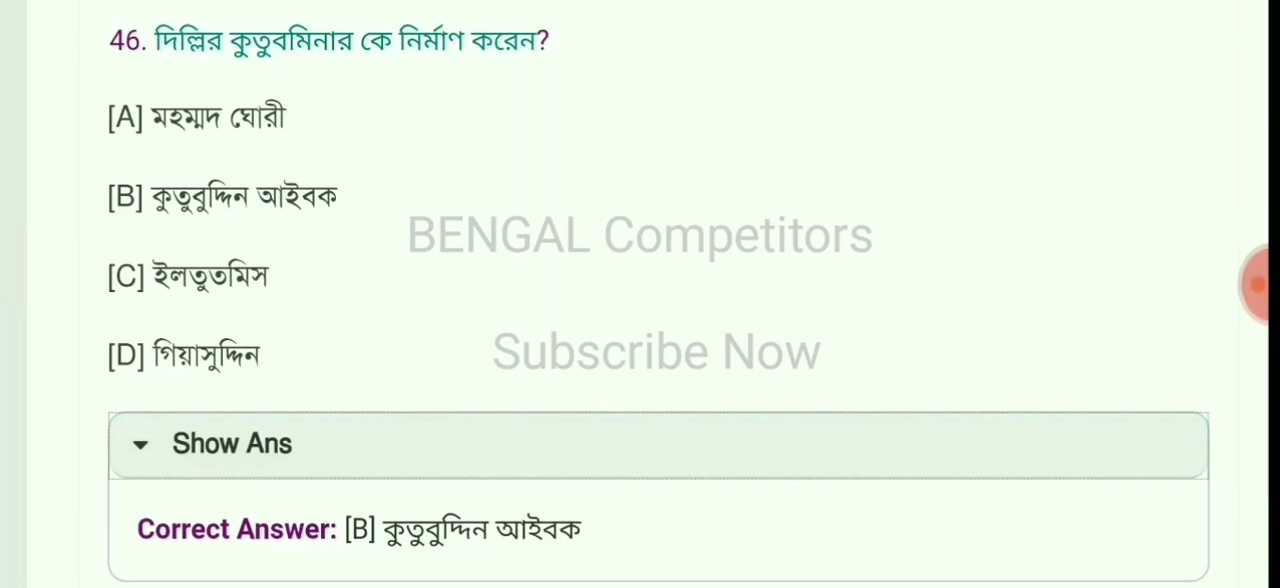 46. দিল্লির কুতুবমিনার কে নির্মাণ করেন?
[A] মহম্মদ ঘোরী
[B] কুতুবুদ্দিন আইবক
BENGAL Competitors
[C] ইলতুতমিস
[D] গিয়াসুদ্দিন
Subscribe Now
Show Ans
Correct Answer: [B] কুতুবুদ্দিন আইবক